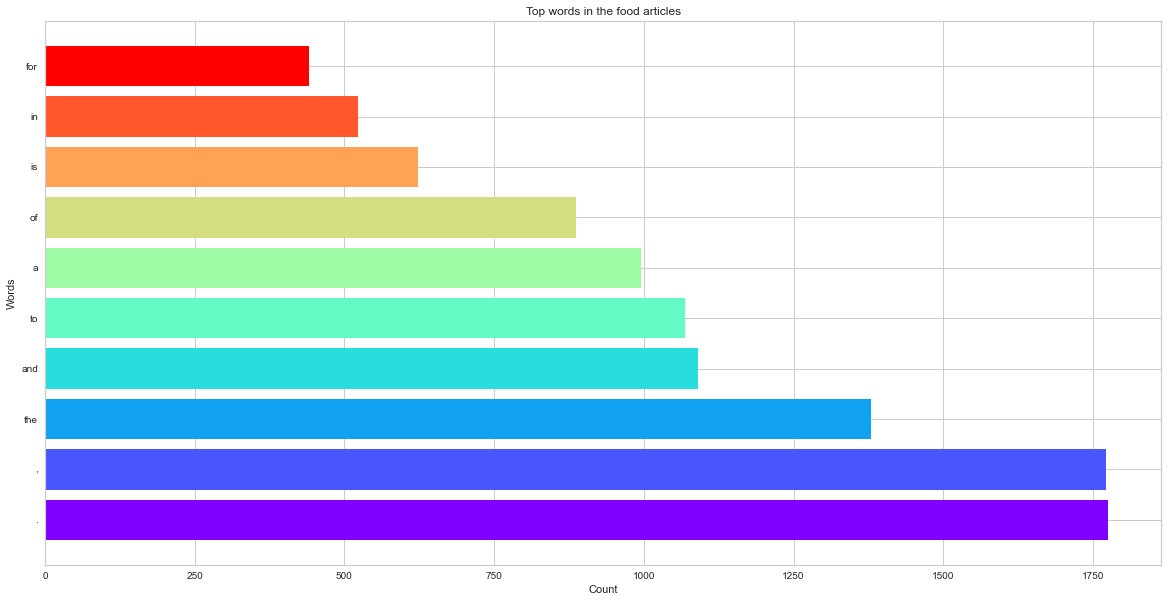 Top words in the food articles
for
in
is
of
a
to
and
the
,
.
Words
0 250 500 750 1000 1250 1500 1750
Count